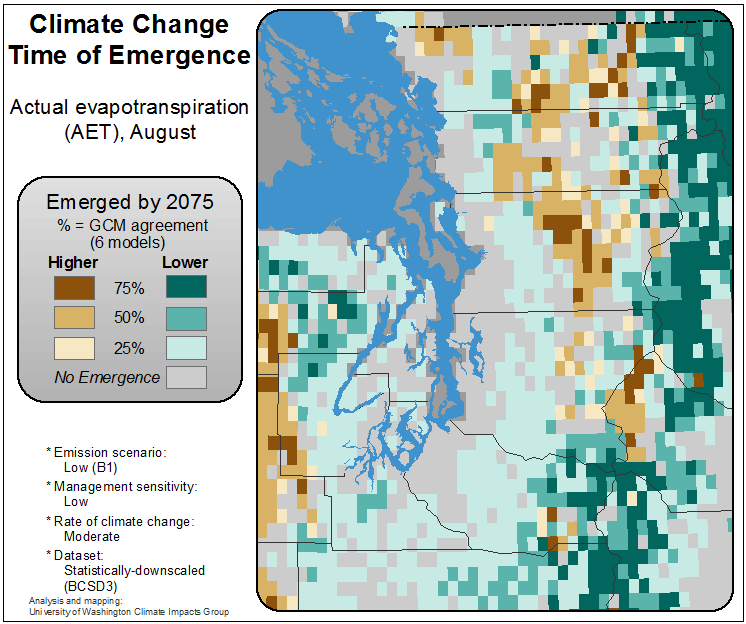 Climate Change
Time of Emergence
Actual evapotranspiration
(AET), August
Emerged by 2075
% = GCM agreement
(6 models)
Higher Lower
75%
50%
25%
No Emergence
* Emission scenario:
Low (B1)
* Management sensitivity:
Low
* Rate of climate change:
Moderate
* Dataset:
Statistically-downscaled
(BCSD3)
Analysis and mapping:
University of Washington Climate Impacts Group